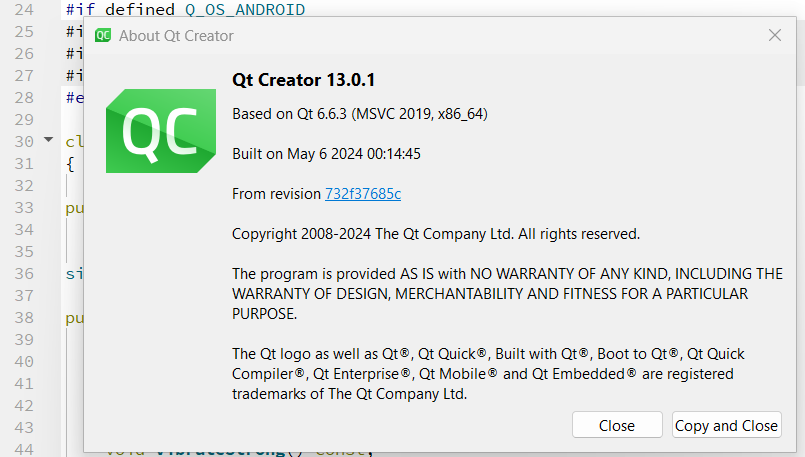 24 #if defined Q_OS_ANDROID
25 #i
QC About Qt Creator
26 #i
27 #i
Qt Creator 13.0.1
28 #e
QC
Based on Qt 6.6.3 (MSVC 2019, x86_64)
29
30 cl
Built on May 6 2024 00:14:45
31 {
32
From revision 732f37685c
33 pu
34
Copyright 2008-2024 The Qt Company Ltd. All rights reserved.
35
36 si
The program is provided AS IS with NO WARRANTY OF ANY KIND, INCLUDING THE
37
WARRANTY OF DESIGN, MERCHANTABILITY AND FITNESS FOR A PARTICULAR
38 pu
PURPOSE.
39
40
The Qt logo as well as Qt®, Qt Quick®, Built with Qt®, Boot to Qt®, Qt Quick
41
Compiler®, Qt Enterprise®, Qt Mobile® and Qt Embedded® are registered
42
trademarks of The Qt Company Ltd.
43
Close Copy and Close
44 void vibrateStrong() const;